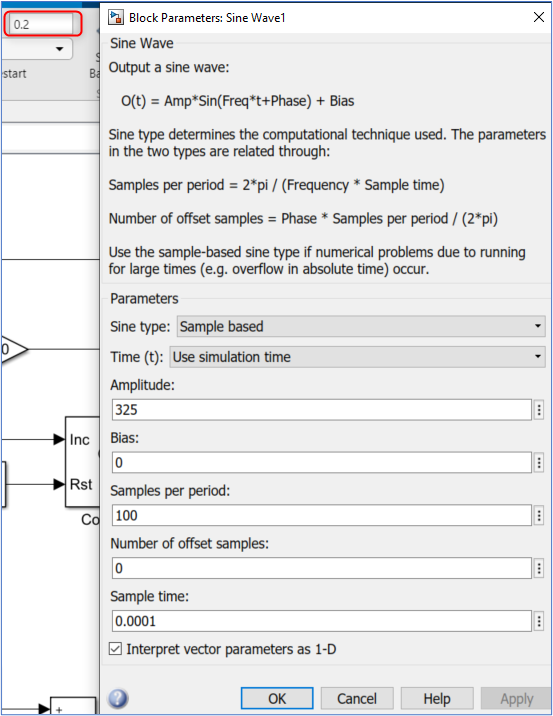 0.2
start
Ba
S
0
Inc
Rst
Co
+
Block Parameters: Sine Wave1
Sine Wave
Output a sine wave:
O(t) = Amp*Sin(Freq*t+Phase) + Bias
Sine type determines the computational technique used. The parameters
in the two types are related through:
Samples per period = 2*pi / (Frequency * Sample time)
Number of offset samples = Phase * Samples per period / (2*pi)
Use the sample-based sine type if numerical problems due to running
for large times (e.g. overflow in absolute time) occur.
Parameters
Sine type: Sample based
Time (t): Use simulation time
Amplitude:
325
Bias:
0
Samples per period:
100
Number of offset samples:
0
Sample time:
0.0001
Interpret vector parameters as 1-D
? OK Cancel Help Apply